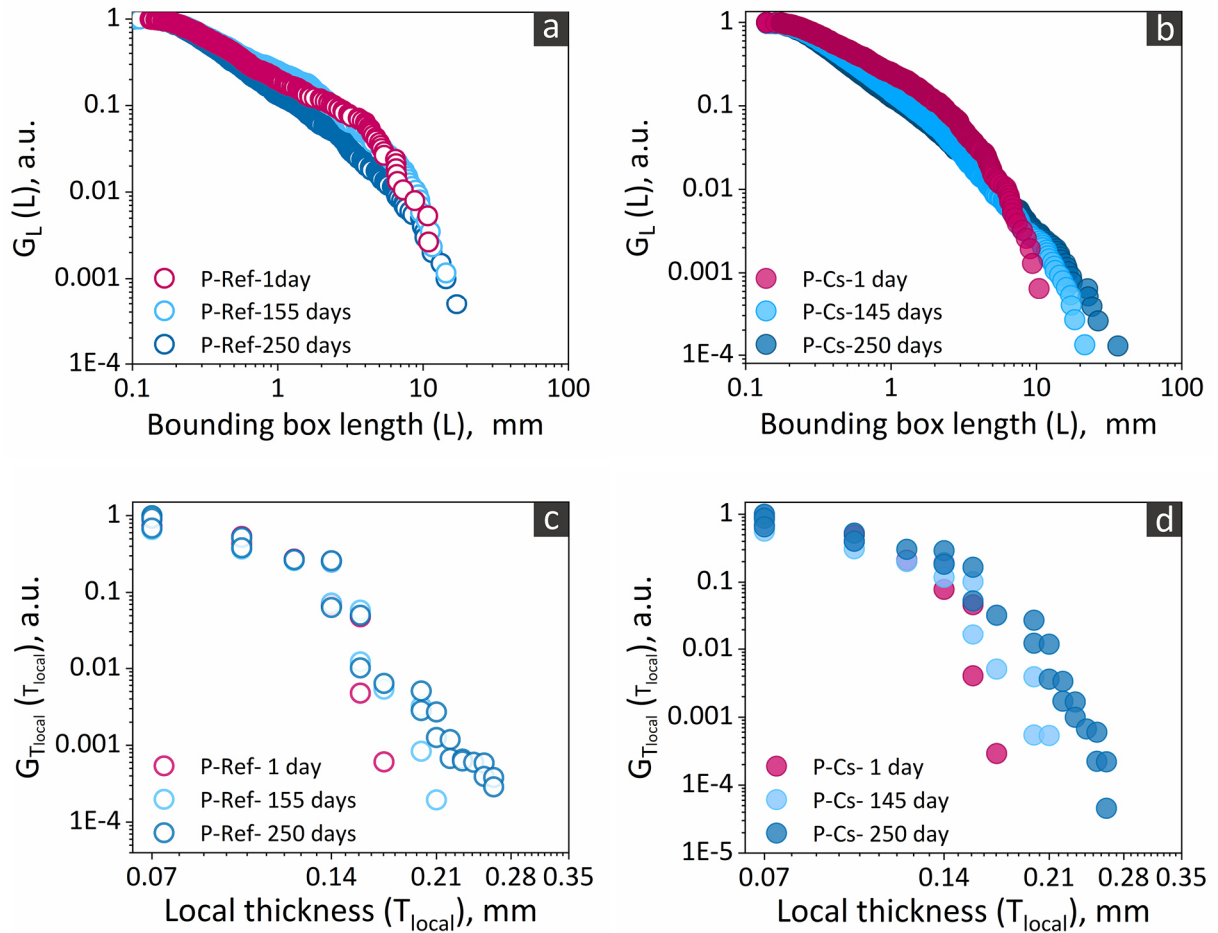 a
1
0.1
0.01
0.001
1E-4
G_L (L), a.u.
P-Ref-1day
P-Ref-155 days
P-Ref-250 days
0.1 1 10 100
Bounding box length (L), mm
b
1
0.1
0.01
0.001
1E-4
G_L (L), a.u.
P-Cs-1 day
P-Cs-145 days
P-Cs-250 days
0.1 1 10 100
Bounding box length (L), mm
c
1
0.1
0.01
0.001
1E-4
G_Tlocal (T_local), a.u.
P-Ref- 1 day
P-Ref- 155 days
P-Ref- 250 days
0.07 0.14 0.21 0.28 0.35
Local thickness (T_local), mm
d
1
0.1
0.01
0.001
1E-4
1E-5
G_Tlocal (T_local), a.u.
P-Cs- 1 day
P-Cs- 145 day
P-Cs- 250 day
0.07 0.14 0.21 0.28 0.35
Local thickness (T_local), mm